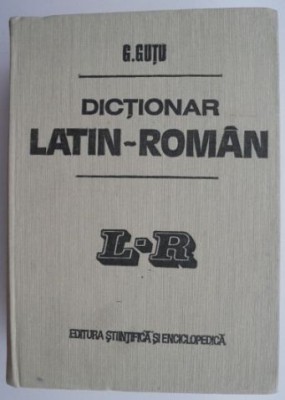 G.GUȚU
DICȚIONAR
LATIN-ROMÂN
L-R
EDITURA ȘTIINȚIFICĂ ȘI ENCICLOPEDICĂ